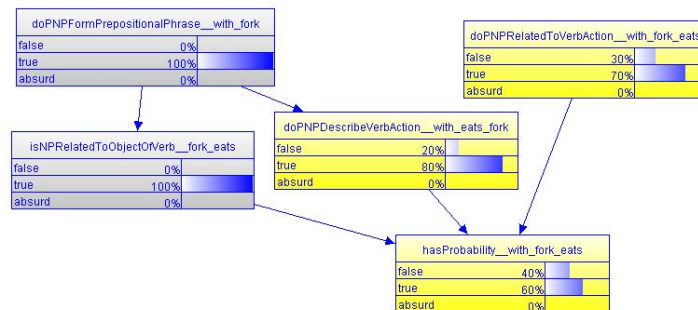 doPNPFormPrepositionalPhrase__with_fork
false 0%
true 100%
absurd 0%
doPNPRelatedToVerbAction__with_fork_eats
false 30%
true 70%
absurd 0%
isNPRelatedToObjectOfVerb__fork_eats
false 0%
true 100%
absurd 0%
doPNPDescribeVerbAction__with_eats_fork
false 20%
true 80%
absurd 0%
hasProbability__with_fork_eats
false 40%
true 60%
absurd 0%